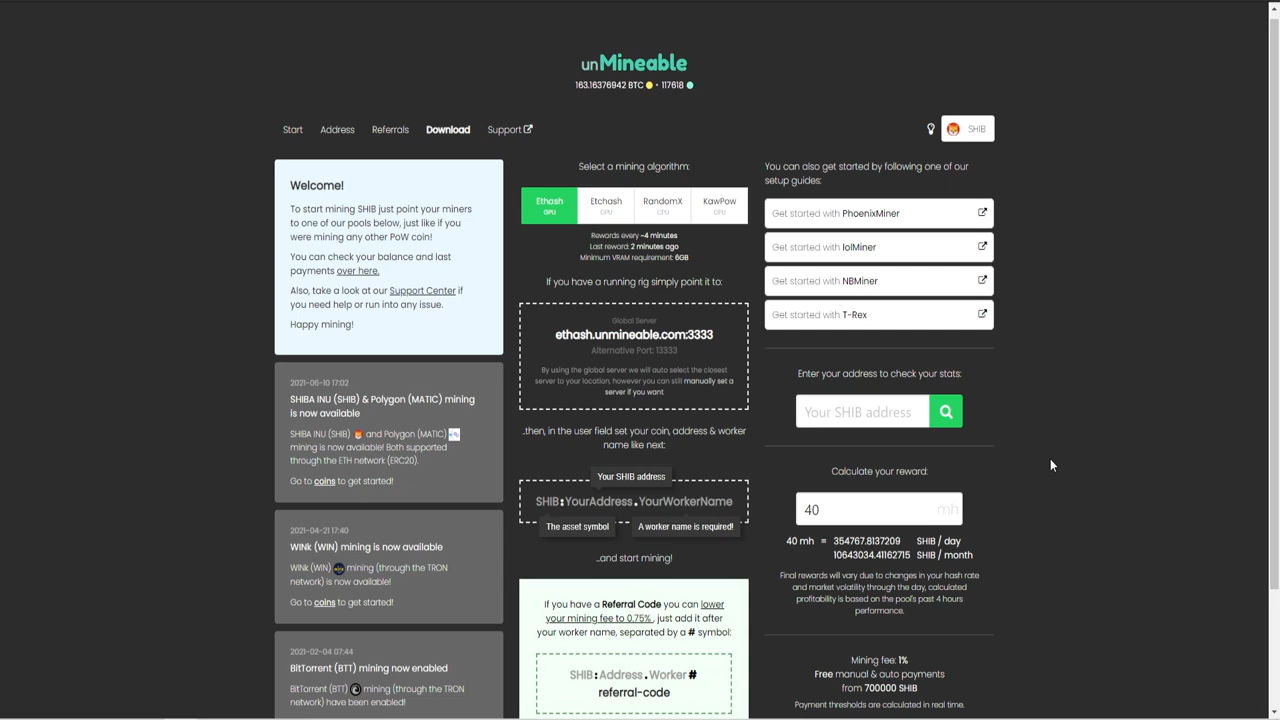 unMineable
163.16376942 BTC • 117618
Start
Address
Referrals
Download
Support
SHIB
Welcome!
To start mining SHIB just point your miners
to one of our pools below, just like if you
were mining any other PoW coin!
You can check your balance and last
payments over here.
Also, take a look at our Support Center if
you need help or run into any issue.
Happy mining!
2021-06-10 17:02
SHIBA INU (SHIB) & Polygon (MATIC) mining
is now available
SHIBA INU (SHIB) and Polygon (MATIC)
mining is now available! Both supported
through the ETH network (ERC20).
Go to coins to get started!
2021-04-21 17:40
WINk (WIN) mining is now available
WINk (WIN) mining (through the TRON
network) is now available!
Go to coins to get started!
2021-02-04 07:44
BitTorrent (BTT) mining now enabled
BitTorrent (BTT) mining (through the TRON
network) have been enabled!
Select a mining algorithm:
Ethash
GPU
Etchash
GPU
RandomX
CPU
KawPow
GPU
Rewards every ~4 minutes
Last reward: 2 minutes ago
Minimum VRAM requirement: 6GB
If you have a running rig simply point it to:
Global Server
ethash.unmineable.com:3333
Alternative Port: 13333
By using the global server we will auto select the closest
server to your location, however you can still manually set a
server if you want
..then, in the user field set your coin, address & worker
name like next:
Your SHIB address
SHIB:YourAddress.YourWorkerName
The asset symbol
A worker name is required!
...and start mining!
If you have a Referral Code you can lower
your mining fee to 0.75%, just add it after
your worker name, separated by a # symbol:
SHIB:Address.Worker#
referral-code
You can also get started by following one of our
setup guides:
Get started with PhoenixMiner
Get started with lolMiner
Get started with NBMiner
Get started with T-Rex
Enter your address to check your stats:
Your SHIB address
Calculate your reward:
40 mh
40 mh = 354767.8137209 SHIB / day
10643034.41162715 SHIB / month
Final rewards will vary due to changes in your hash rate
and market volatility through the day, calculated
profitability is based on the pool's past 4 hours
performance.
Mining fee: 1%
Free manual & auto payments
from 700000 SHIB
Payment thresholds are calculated in real time.